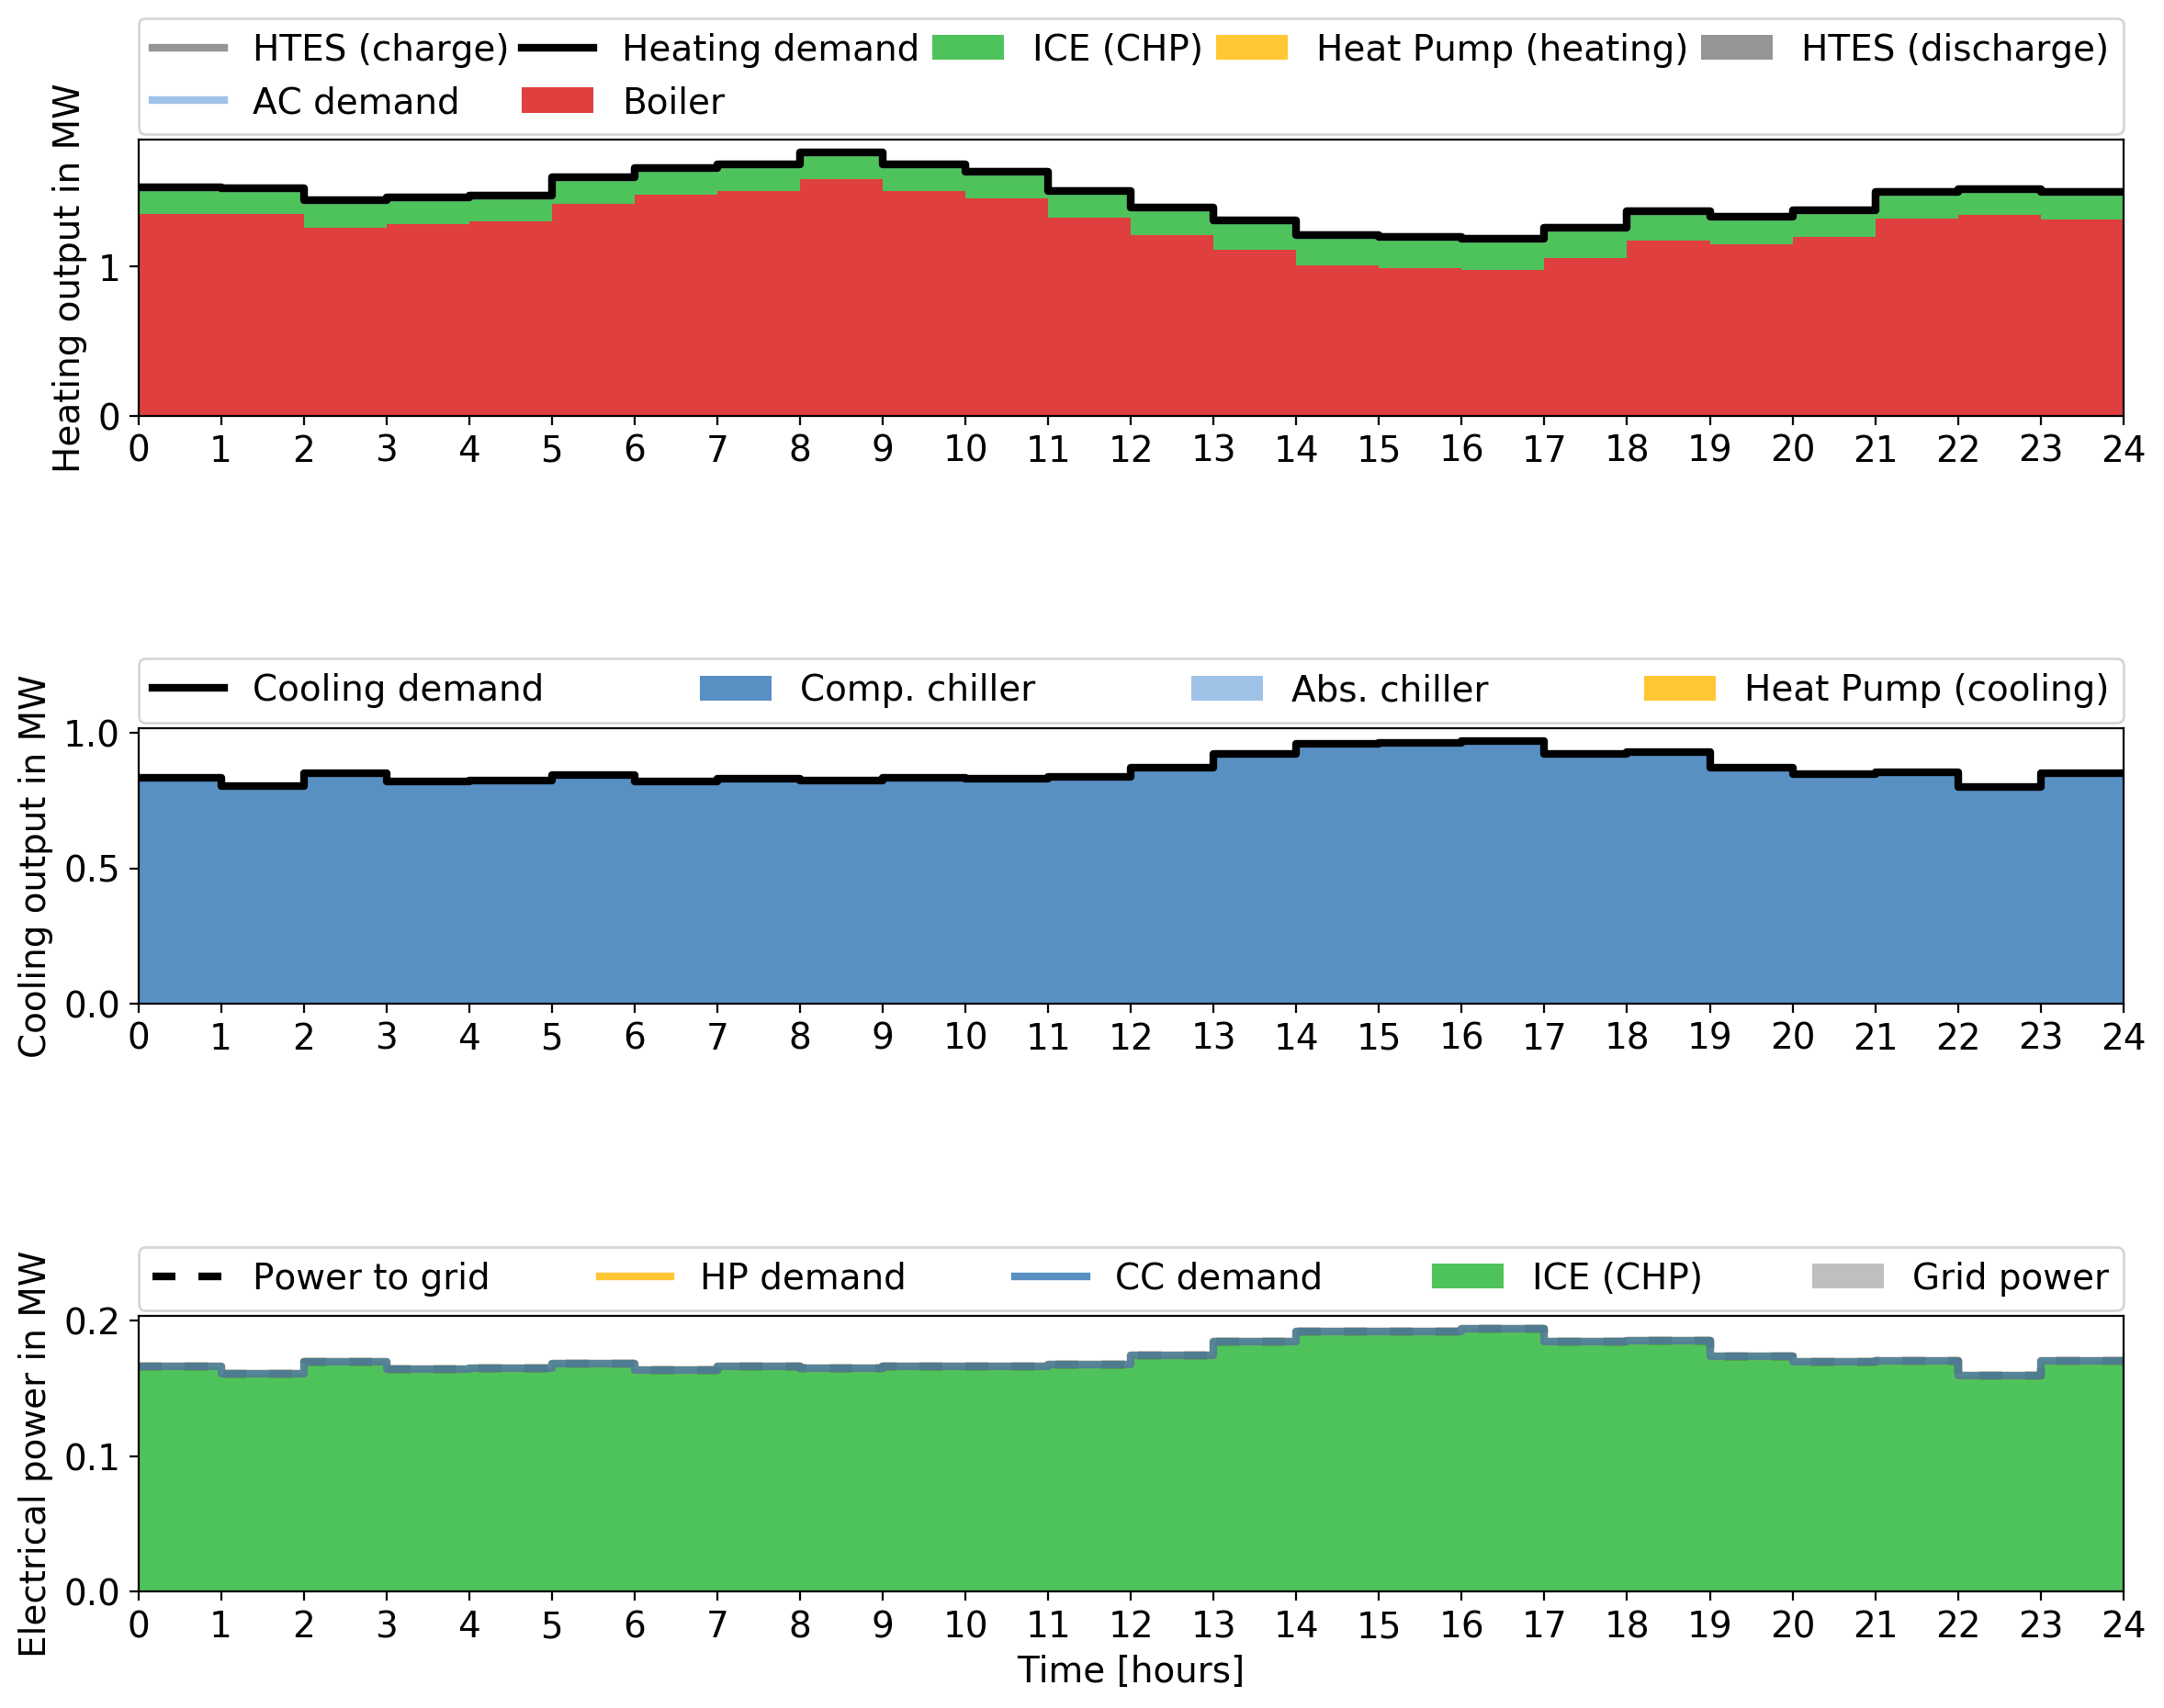 HTES (charge) Heating demand ICE (CHP) Heat Pump (heating) HTES (discharge)
AC demand Boiler
Heating output in MW
1
0
0 1 2 3 4 5 6 7 8 9 10 11 12 13 14 15 16 17 18 19 20 21 22 23 24
Cooling demand Comp. chiller Abs. chiller Heat Pump (cooling)
Cooling output in MW
1.0
0.5
0.0
0 1 2 3 4 5 6 7 8 9 10 11 12 13 14 15 16 17 18 19 20 21 22 23 24
Power to grid HP demand CC demand ICE (CHP) Grid power
Electrical power in MW
0.2
0.1
0.0
0 1 2 3 4 5 6 7 8 9 10 11 12 13 14 15 16 17 18 19 20 21 22 23 24
Time [hours]